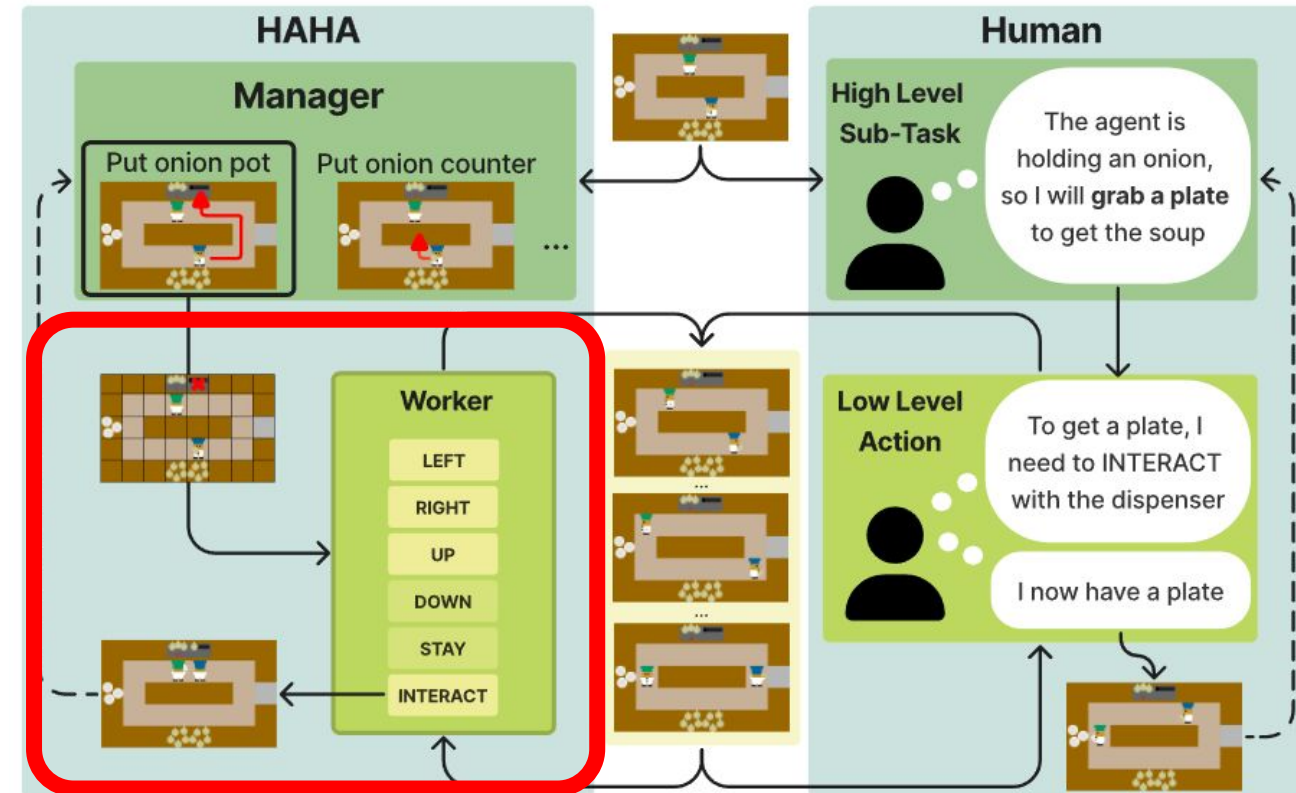 HAHA
Manager
Put onion pot
Put onion counter
...
Worker
LEFT
RIGHT
UP
DOWN
STAY
INTERACT
...
...
Human
High Level
Sub-Task
The agent is
holding an onion,
so I will grab a plate
to get the soup
Low Level
Action
To get a plate, I
need to INTERACT
with the dispenser
I now have a plate